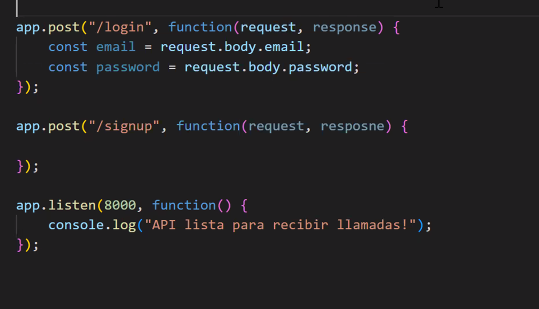 app.post("/login", function(request, response) {
    const email = request.body.email;
    const password = request.body.password;
});
app.post("/signup", function(request, resposne) {
});
app.listen(8000, function() {
    console.log("API lista para recibir llamadas!");
});